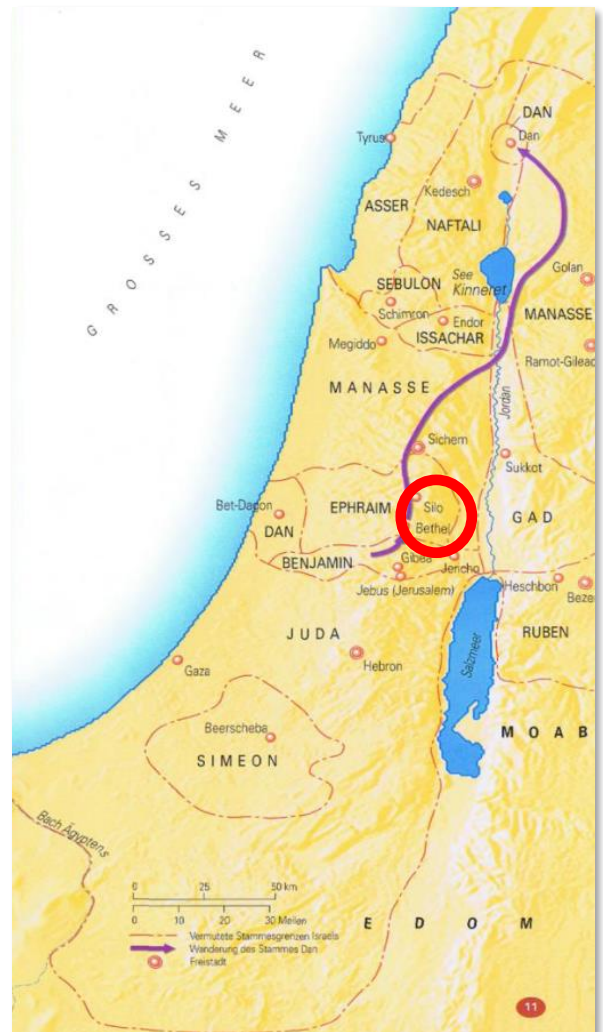 GROSSES MEER
DAN
Dan
Tyrus
Kedesch
ASSER
NAFTALI
See
Kinneret
Golan
SEBULON
Schimron
Endor
MANASSE
ISSACHAR
Megiddo
Ramot-Gilead
MANASSE
Jordan
Sichem
Sukkot
Bet-Dagon
EPHRAIM
Silo
GAD
DAN
Bethel
BENJAMIN
Gibea
Jericho
Jebus (Jerusalem)
Heschbon
Bezer
JUDA
RUBEN
Hebron
Salzmeer
Gaza
Beerscheba
MOAB
SIMEON
Bach Ägyptens
0 25 50 km
0 10 20 30 Meilen
EDOM
Vermutete Stammesgrenzen Israels
Wanderung des Stammes Dan
Freistadt
11